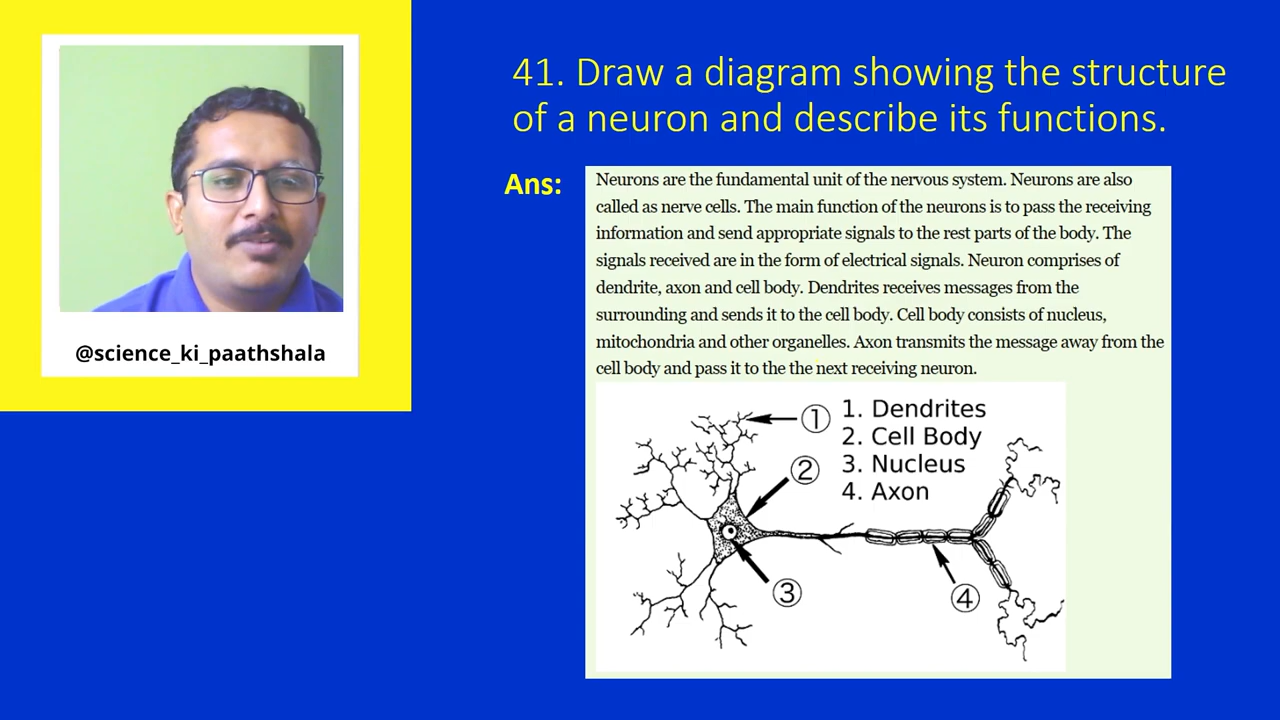 41. Draw a diagram showing the structure
of a neuron and describe its functions.
Ans:
Neurons are the fundamental unit of the nervous system. Neurons are also
called as nerve cells. The main function of the neurons is to pass the receiving
information and send appropriate signals to the rest parts of the body. The
signals received are in the form of electrical signals. Neuron comprises of
dendrite, axon and cell body. Dendrites receives messages from the
surrounding and sends it to the cell body. Cell body consists of nucleus,
mitochondria and other organelles. Axon transmits the message away from the
cell body and pass it to the the next receiving neuron.
1. Dendrites
2. Cell Body
3. Nucleus
4. Axon
①
②
③
④
@science_ki_paathshala